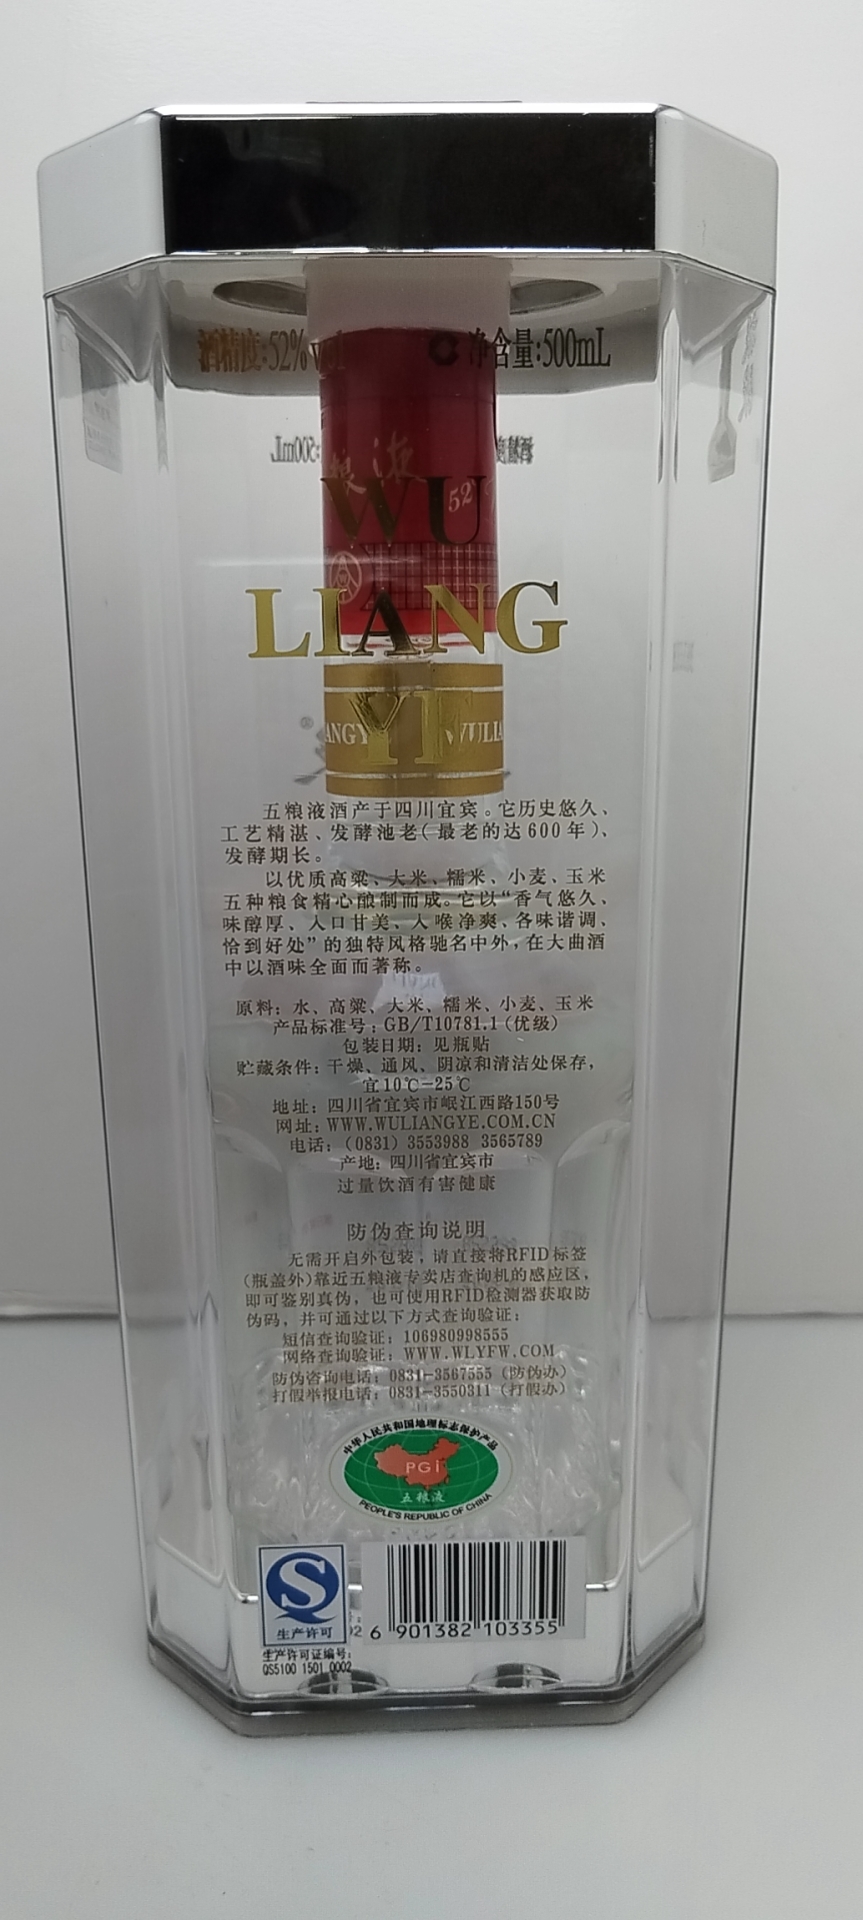 酒精度:52%vol 净含量:500mL
粮液
52
WU
LIANG
YE
ANGYE WULIA
五粮液酒产于四川宜宾。它历史悠久、
工艺精湛、发酵池老(最老的达600年)、
发酵期长。
以优质高粱、大米、糯米、小麦、玉米
五种粮食精心酿制而成。它以“香气悠久、
味醇厚、入口甘美、入喉净爽、各味谐调、
恰到好处”的独特风格驰名中外,在大曲酒
中以酒味全面而著称。
原料:水、高粱、大米、糯米、小麦、玉米
产品标准号:GB/T10781.1(优级)
包装日期:见瓶贴
贮藏条件:干燥、通风、阴凉和清洁处保存,
宜10℃-25℃
地址:四川省宜宾市岷江西路150号
网址:WWW.WULIANGYE.COM.CN
电话:(0831) 3553988 3565789
产地:四川省宜宾市
过量饮酒有害健康
防伪查询说明
无需开启外包装,请直接将RFID标签
(瓶盖外)靠近五粮液专卖店查询机的感应区,
即可鉴别真伪,也可使用RFID检测器获取防
伪码,并可通过以下方式查询验证:
短信查询验证:106980998555
网络查询验证:WWW.WLYFW.COM
防伪咨询电话:0831-3567555(防伪办)
打假举报电话:0831-3550311(打假办)
中华人民共和国地理标志保护产品
PGI
五粮液
PEOPLE'S REPUBLIC OF CHINA
S
生产许可
6 901382 103355
生产许可证编号:
QS5100 1501 0002